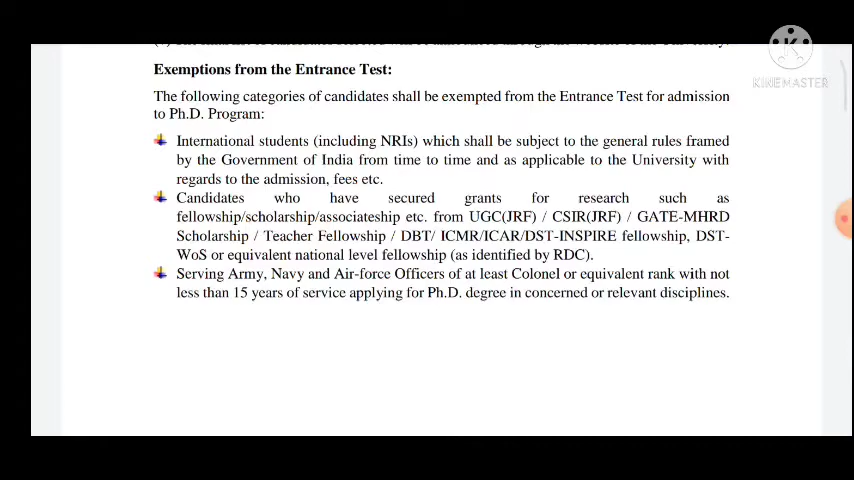 Exemptions from the Entrance Test:
The following categories of candidates shall be exempted from the Entrance Test for admission
to Ph.D. Program:
International students (including NRIs) which shall be subject to the general rules framed
by the Government of India from time to time and as applicable to the University with
regards to the admission, fees etc.
Candidates who have secured grants for research such as
fellowship/scholarship/associateship etc. from UGC(JRF) / CSIR(JRF) / GATE-MHRD
Scholarship / Teacher Fellowship / DBT/ ICMR/ICAR/DST-INSPIRE fellowship, DST-
WoS or equivalent national level fellowship (as identified by RDC).
Serving Army, Navy and Air-force Officers of at least Colonel or equivalent rank with not
less than 15 years of service applying for Ph.D. degree in concerned or relevant disciplines.
KINEMASTER